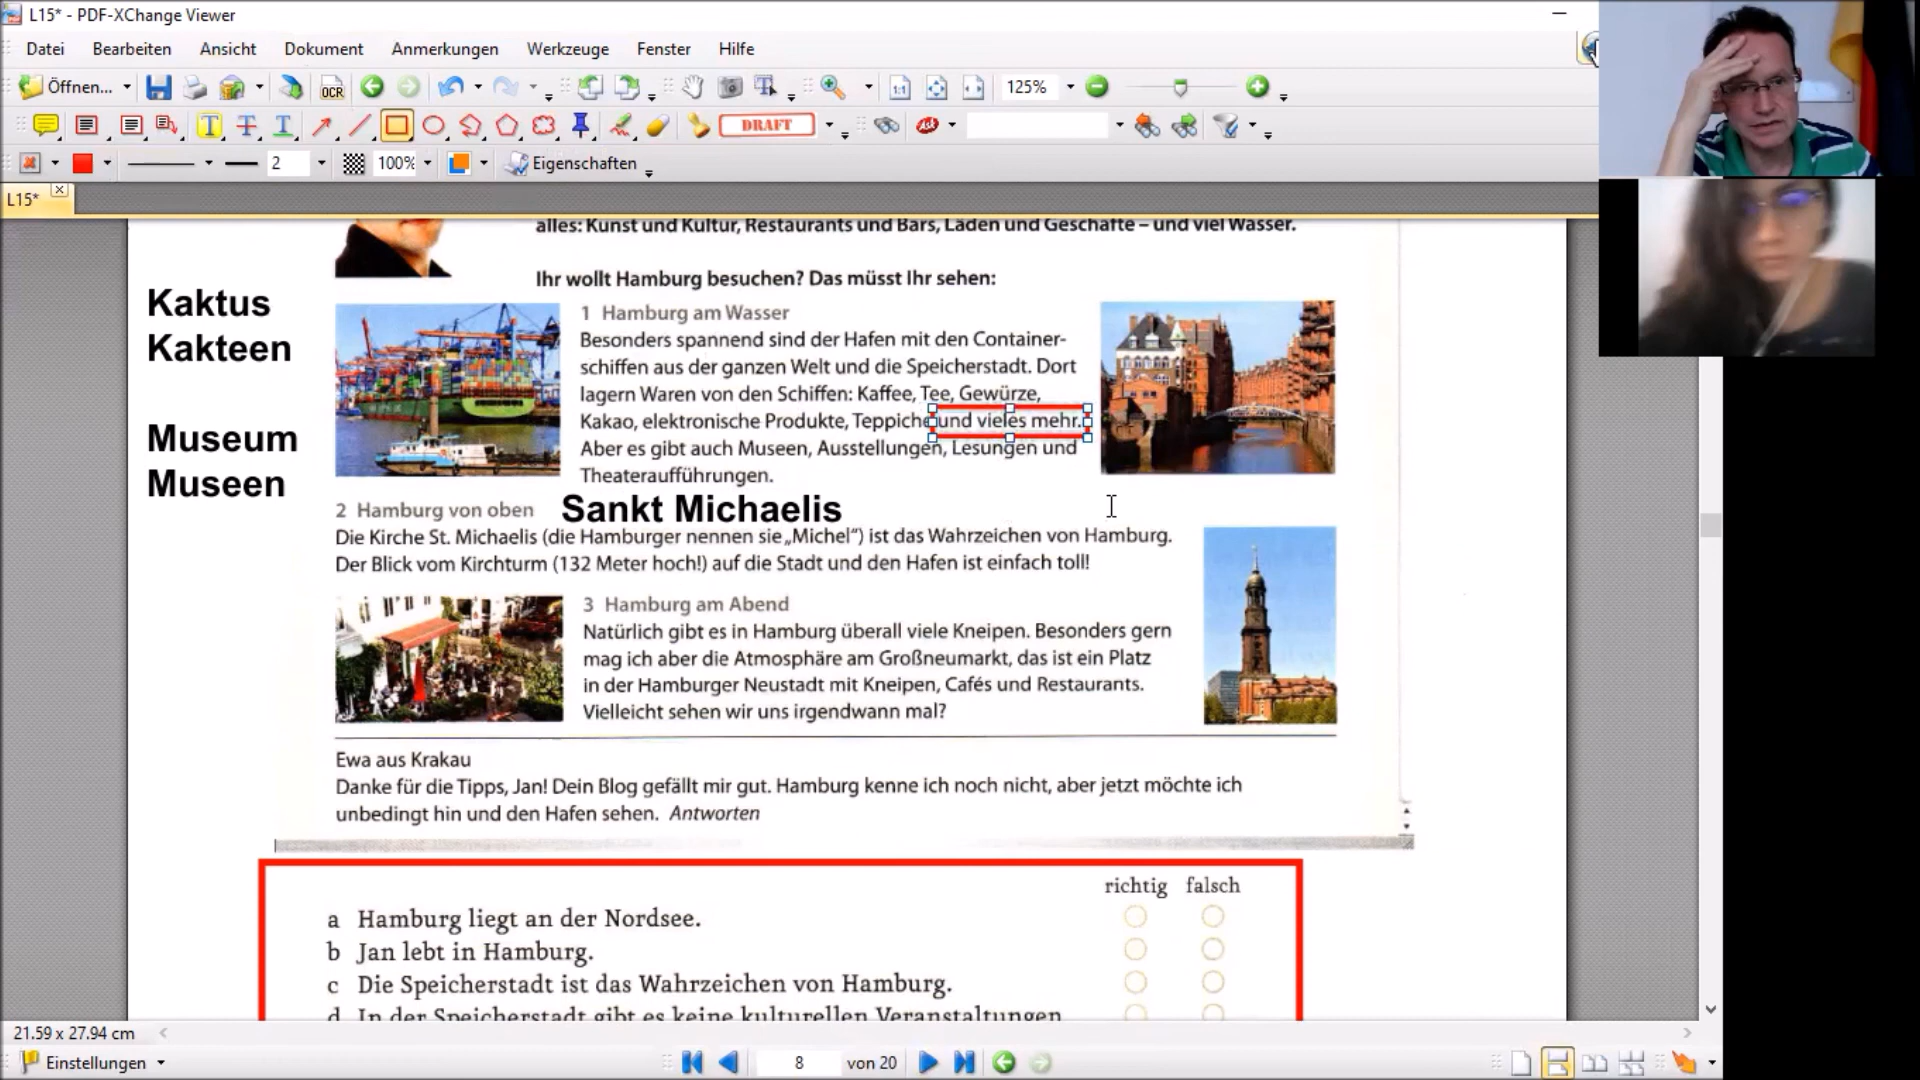 L15* - PDF-XChange Viewer
Datei Bearbeiten Ansicht Dokument Anmerkungen Werkzeuge Fenster Hilfe
Öffnen... OCR 1:1 125%
T T T DRAFT Ask
2 100% Eigenschaften
L15*
alles: Kunst und Kultur, Restaurants und Bars, Läden und Geschäfte – und viel Wasser.
Ihr wollt Hamburg besuchen? Das müsst Ihr sehen:
Kaktus
Kakteen
Museum
Museen
1 Hamburg am Wasser
Besonders spannend sind der Hafen mit den Container-
schiffen aus der ganzen Welt und die Speicherstadt. Dort
lagern Waren von den Schiffen: Kaffee, Tee, Gewürze,
Kakao, elektronische Produkte, Teppiche und vieles mehr.
Aber es gibt auch Museen, Ausstellungen, Lesungen und
Theateraufführungen.
2 Hamburg von oben
Sankt Michaelis
Die Kirche St. Michaelis (die Hamburger nennen sie „Michel“) ist das Wahrzeichen von Hamburg.
Der Blick vom Kirchturm (132 Meter hoch!) auf die Stadt und den Hafen ist einfach toll!
3 Hamburg am Abend
Natürlich gibt es in Hamburg überall viele Kneipen. Besonders gern
mag ich aber die Atmosphäre am Großneumarkt, das ist ein Platz
in der Hamburger Neustadt mit Kneipen, Cafés und Restaurants.
Vielleicht sehen wir uns irgendwann mal?
Ewa aus Krakau
Danke für die Tipps, Jan! Dein Blog gefällt mir gut. Hamburg kenne ich noch nicht, aber jetzt möchte ich
unbedingt hin und den Hafen sehen. Antworten
richtig falsch
a Hamburg liegt an der Nordsee.
b Jan lebt in Hamburg.
c Die Speicherstadt ist das Wahrzeichen von Hamburg.
d In der Speicherstadt gibt es keine kulturellen Veranstaltungen
21.59 x 27.94 cm
Einstellungen 8 von 20